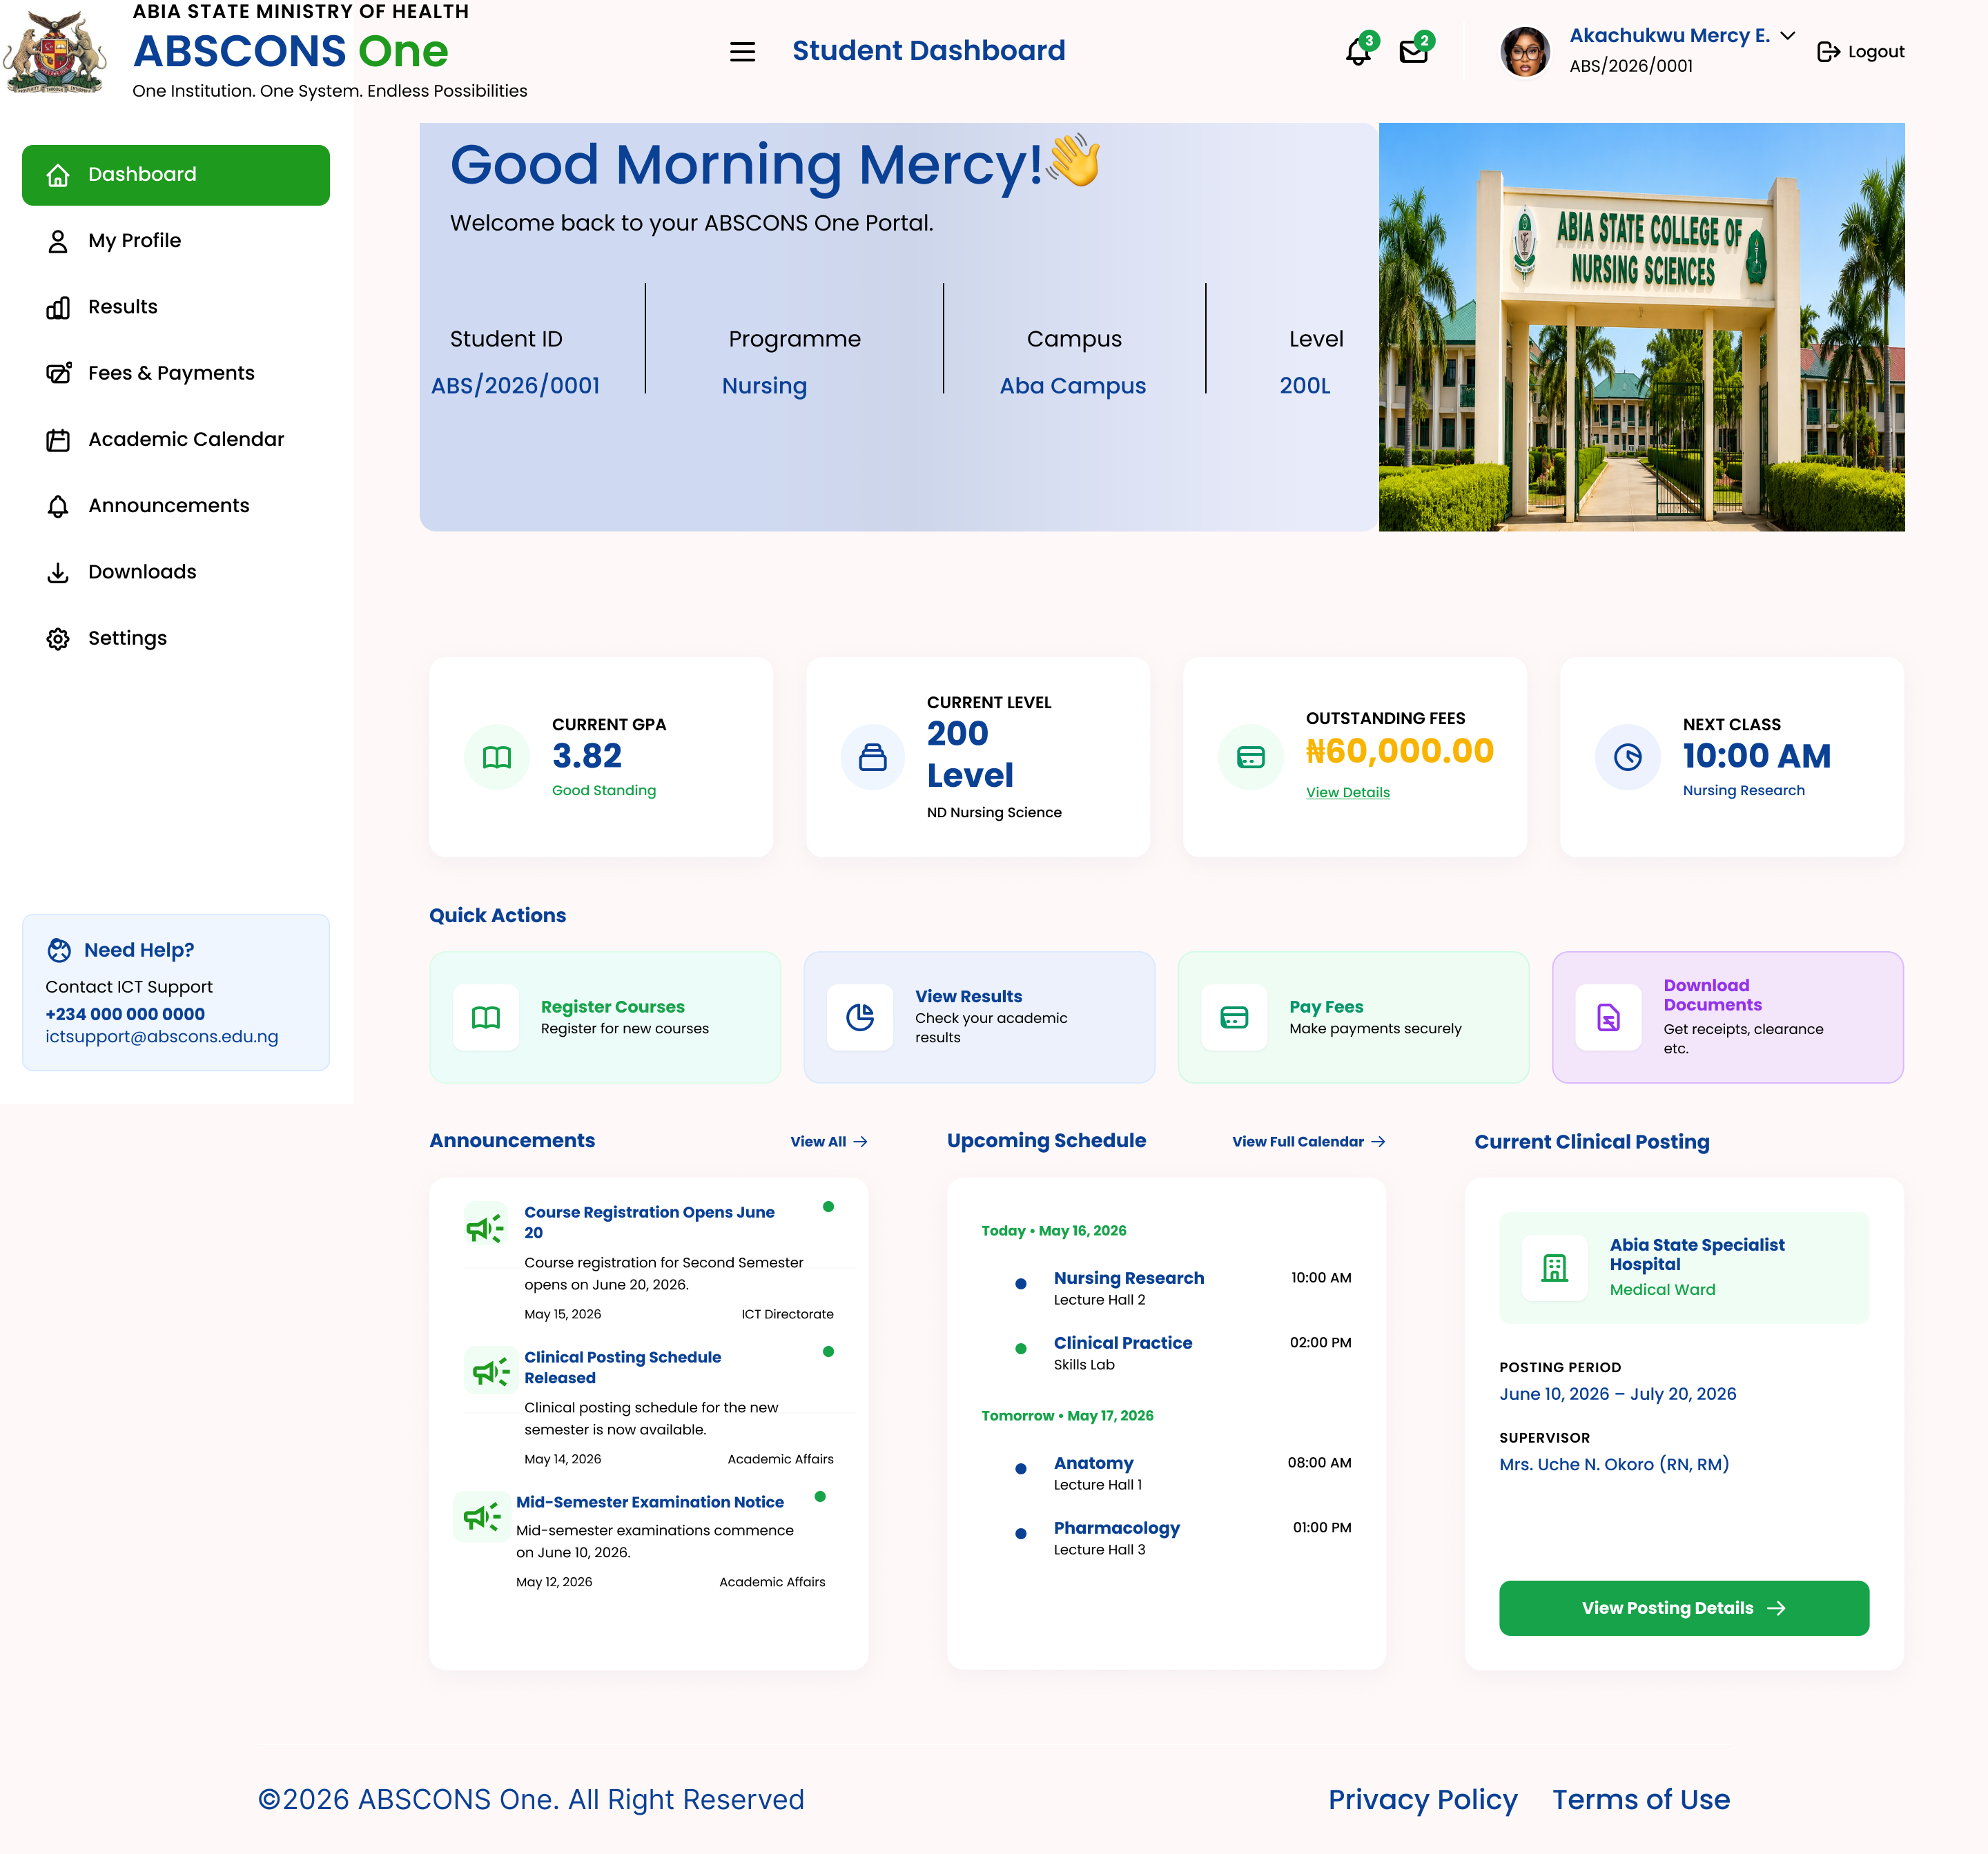 ABIA STATE MINISTRY OF HEALTH
ABSCONS One
One Institution. One System. Endless Possibilities
Student Dashboard
3
2
Akachukwu Mercy E.
ABS/2026/0001
Logout
Dashboard
My Profile
Results
Fees & Payments
Academic Calendar
Announcements
Downloads
Settings
Need Help?
Contact ICT Support
+234 000 000 0000
ictsupport@abscons.edu.ng
Good Morning Mercy!👋
Welcome back to your ABSCONS One Portal.
Student ID
ABS/2026/0001
Programme
Nursing
Campus
Aba Campus
Level
200L
ABIA STATE COLLEGE OF
NURSING SCIENCES
CURRENT GPA
3.82
Good Standing
CURRENT LEVEL
200
Level
ND Nursing Science
OUTSTANDING FEES
₦60,000.00
View Details
NEXT CLASS
10:00 AM
Nursing Research
Quick Actions
Register Courses
Register for new courses
View Results
Check your academic
results
Pay Fees
Make payments securely
Download
Documents
Get receipts, clearance
etc.
Announcements
View All →
Course Registration Opens June
20
Course registration for Second Semester
opens on June 20, 2026.
May 15, 2026 ICT Directorate
Clinical Posting Schedule
Released
Clinical posting schedule for the new
semester is now available.
May 14, 2026 Academic Affairs
Mid-Semester Examination Notice
Mid-semester examinations commence
on June 10, 2026.
May 12, 2026 Academic Affairs
Upcoming Schedule
View Full Calendar →
Today • May 16, 2026
Nursing Research 10:00 AM
Lecture Hall 2
Clinical Practice 02:00 PM
Skills Lab
Tomorrow • May 17, 2026
Anatomy 08:00 AM
Lecture Hall 1
Pharmacology 01:00 PM
Lecture Hall 3
Current Clinical Posting
Abia State Specialist
Hospital
Medical Ward
POSTING PERIOD
June 10, 2026 – July 20, 2026
SUPERVISOR
Mrs. Uche N. Okoro (RN, RM)
View Posting Details →
©2026 ABSCONS One. All Right Reserved
Privacy Policy
Terms of Use